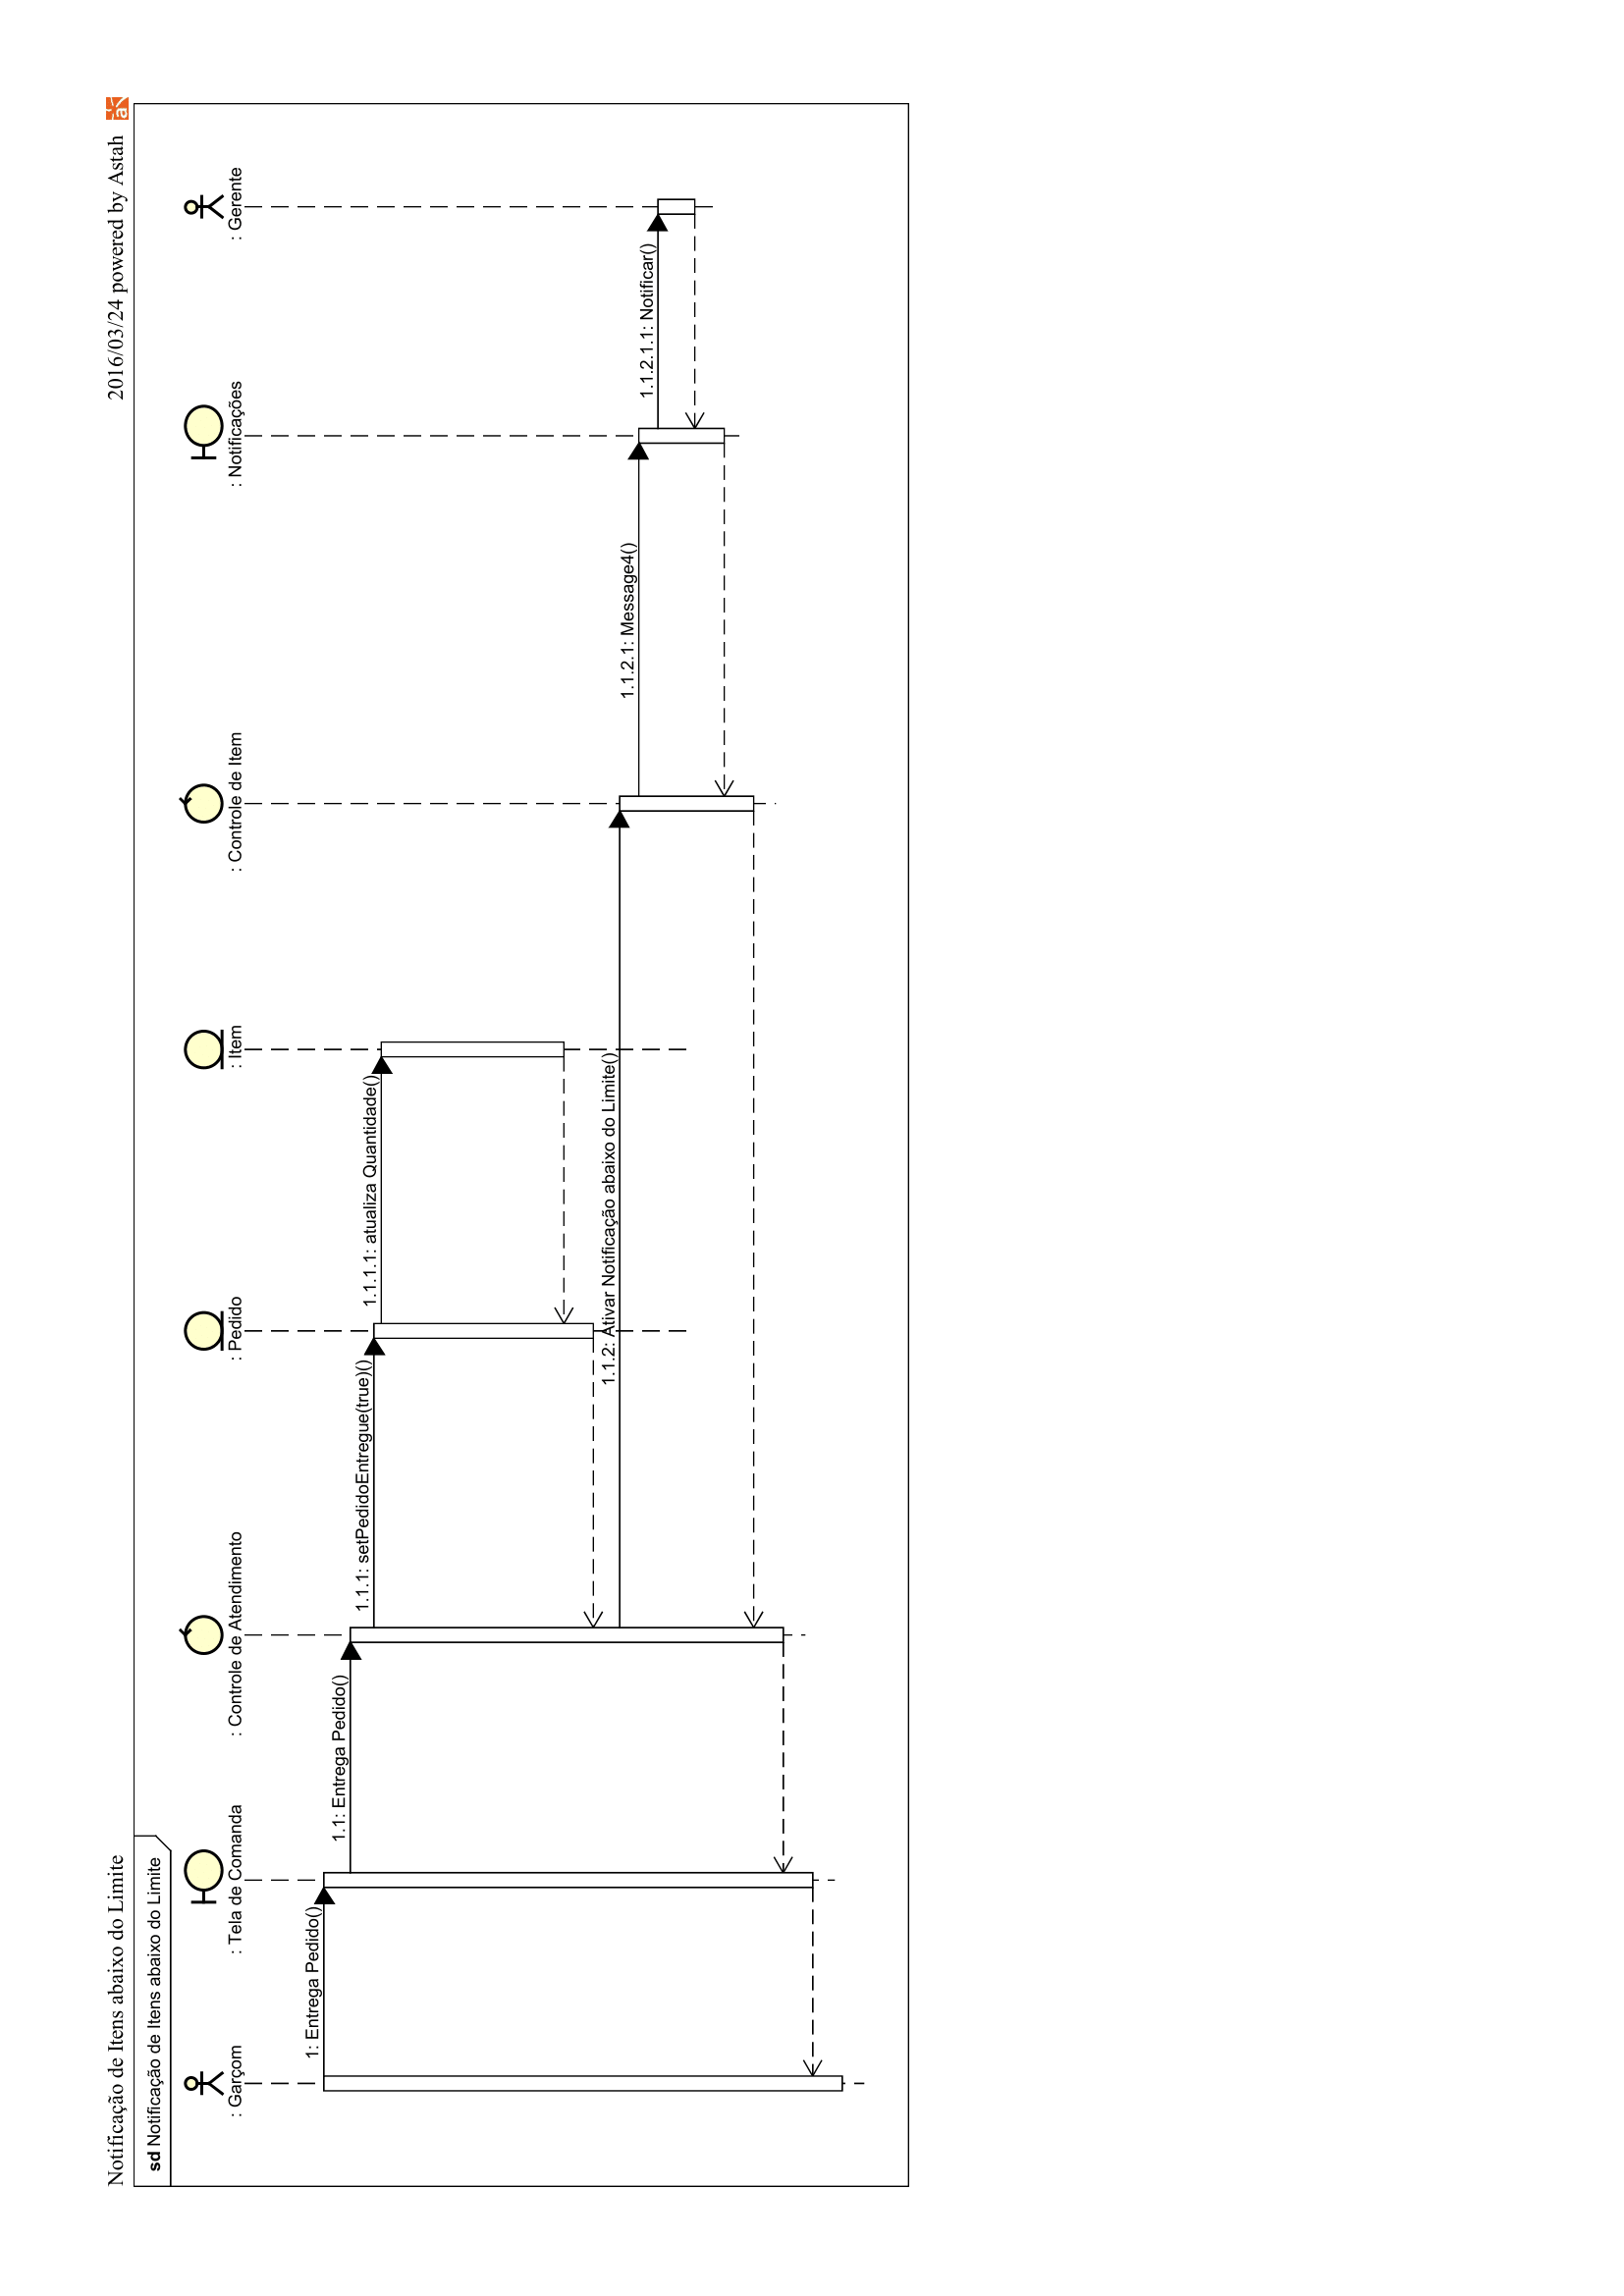 Notificação de Itens abaixo do Limite
2016/03/24 powered by Astah
sd Notificação de Itens abaixo do Limite
: Garçom
: Tela de Comanda
: Controle de Atendimento
: Pedido
: Item
: Controle de Item
: Notificações
: Gerente
1: Entrega Pedido()
1.1: Entrega Pedido()
1.1.1: setPedidoEntregue(true)()
1.1.1.1: atualiza Quantidade()
1.1.2: Ativar Notificação abaixo do Limite()
1.1.2.1: Message4()
1.1.2.1.1: Notificar()